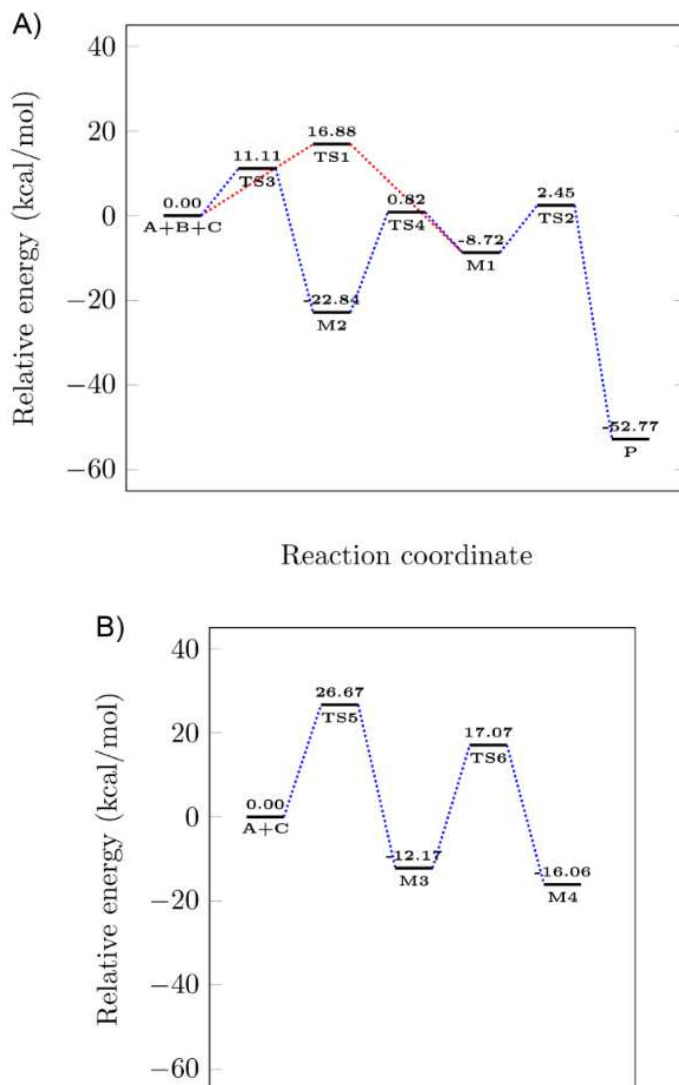 A)
Relative energy (kcal/mol)
40
20
0
−20
−40
−60
0.00
A+B+C
11.11
TS3
16.88
TS1
-22.84
M2
0.82
TS4
-8.72
M1
2.45
TS2
-52.77
P
Reaction coordinate
B)
Relative energy (kcal/mol)
40
20
0
−20
−40
−60
0.00
A+C
26.67
TS5
-12.17
M3
17.07
TS6
-16.06
M4